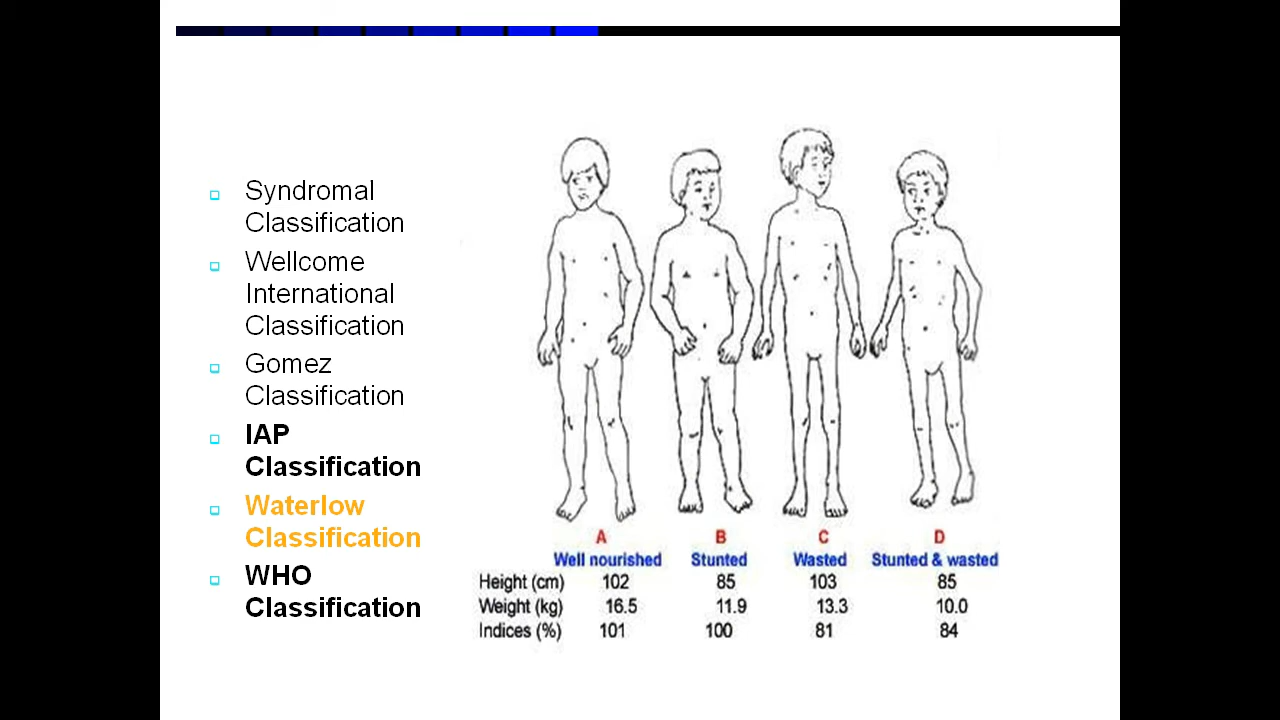 Syndromal
Classification
Wellcome
International
Classification
Gomez
Classification
IAP
Classification
Waterlow
Classification
WHO
Classification
A B C D
Well nourished Stunted Wasted Stunted & wasted
Height (cm) 102 85 103 85
Weight (kg) 16.5 11.9 13.3 10.0
Indices (%) 101 100 81 84